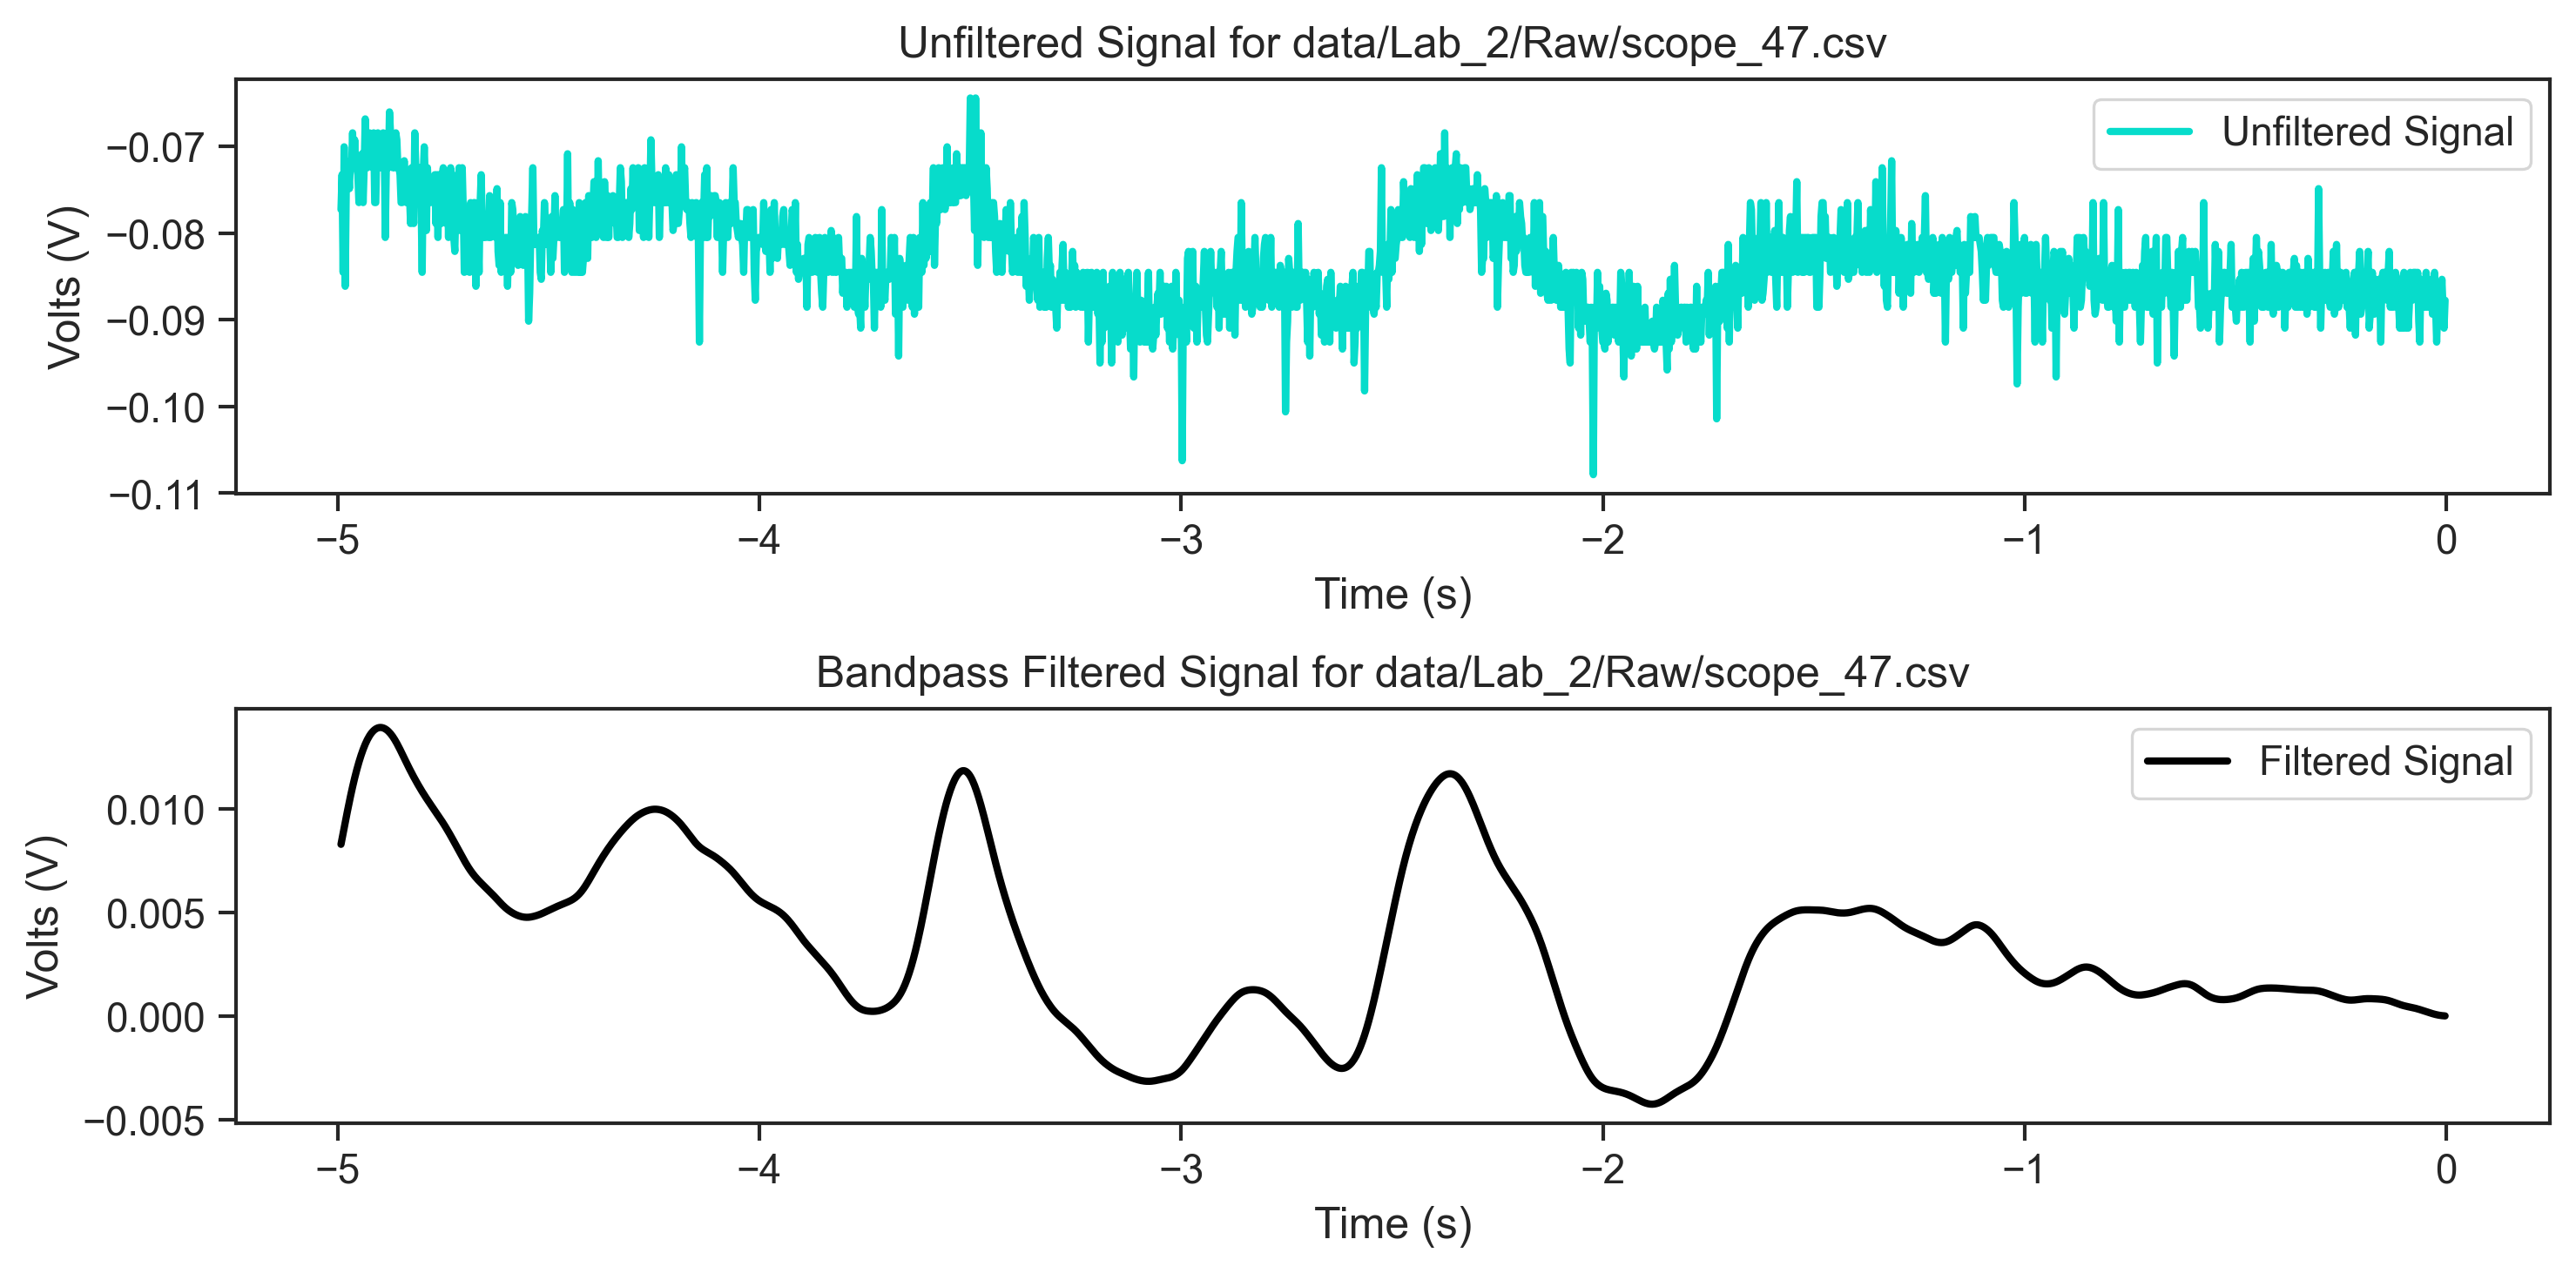 Unfiltered Signal for data/Lab_2/Raw/scope_47.csv
Unfiltered Signal
Volts (V)
−0.07
−0.08
−0.09
−0.10
−0.11
−5 −4 −3 −2 −1 0
Time (s)
Bandpass Filtered Signal for data/Lab_2/Raw/scope_47.csv
Filtered Signal
Volts (V)
0.010
0.005
0.000
−0.005
−5 −4 −3 −2 −1 0
Time (s)